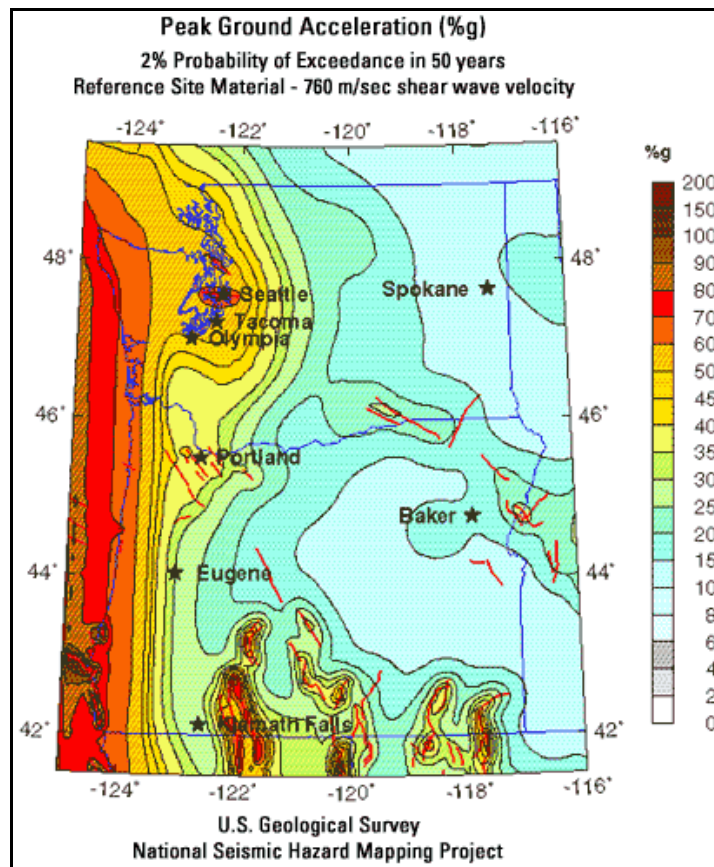 Peak Ground Acceleration (%g)
2% Probability of Exceedance in 50 years
Reference Site Material - 760 m/sec shear wave velocity
-124° -122° -120° -118° -116°
%g
200
150
100
90
80
70
60
50
45
40
35
30
25
20
15
10
8
6
4
2
0
48° 48°
46° 46°
44° 44°
42° 42°
Seattle
Spokane
Tacoma
Olympia
Portland
Baker
Eugene
Klamath Falls
-124° -122° -120° -118° -116°
U.S. Geological Survey
National Seismic Hazard Mapping Project